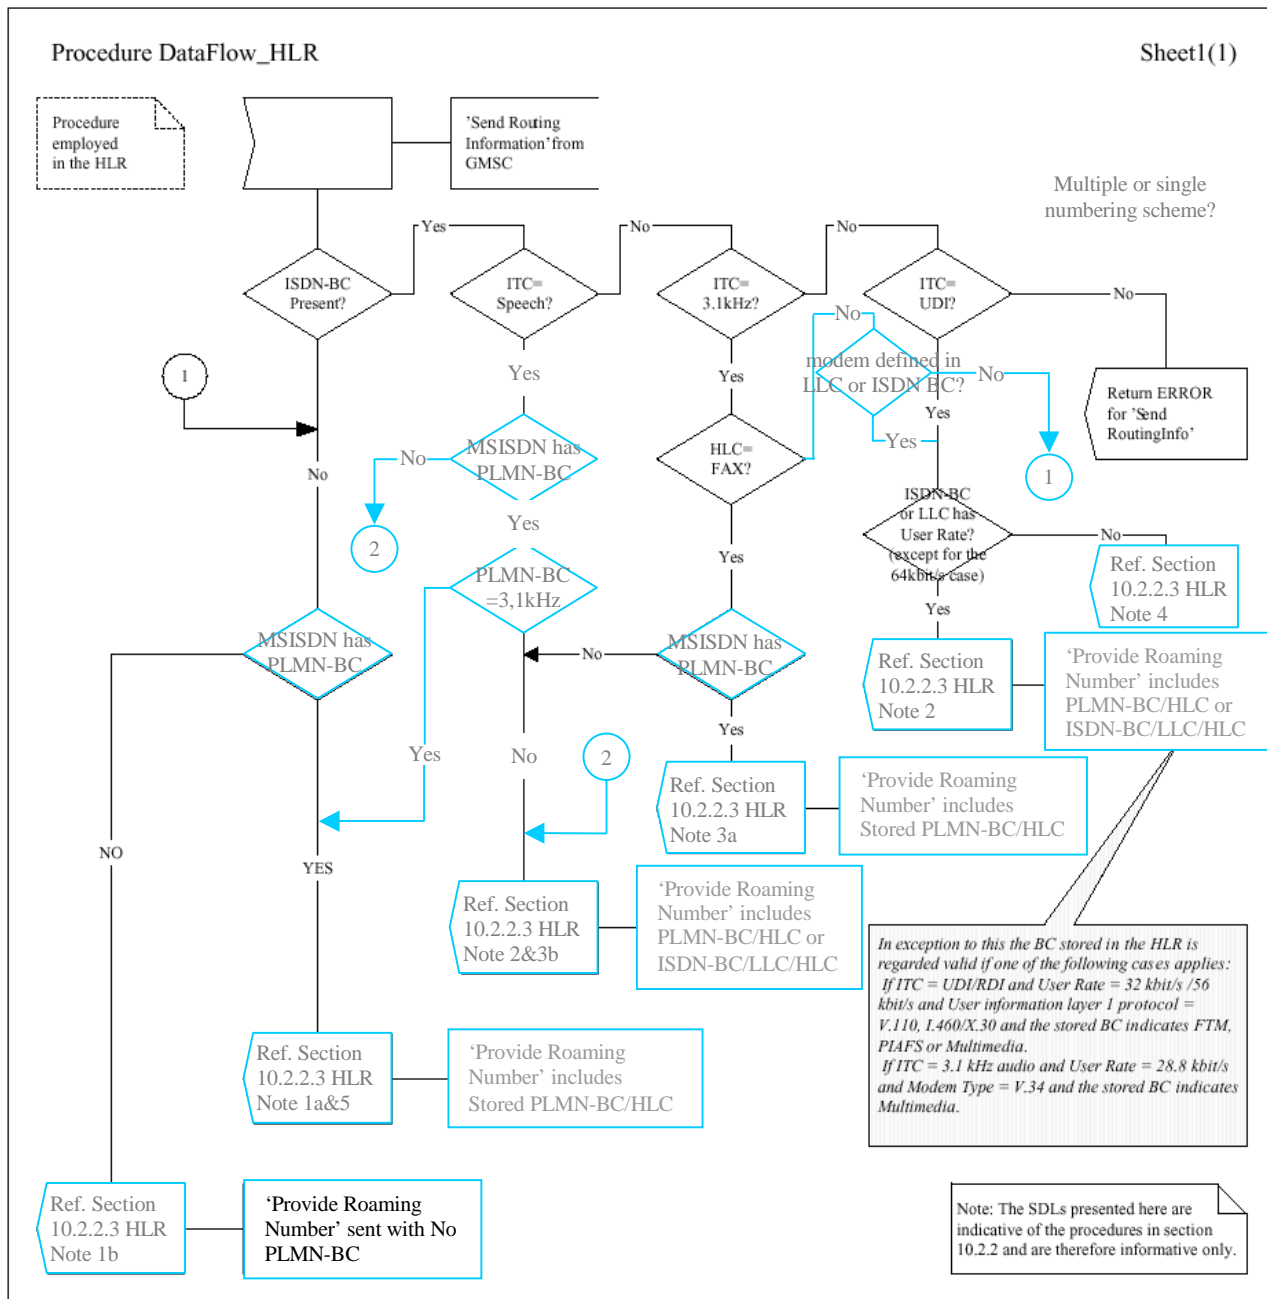 Procedure DataFlow_HLR
Sheet1(1)
Procedure
employed
in the HLR
'Send Routing
Information'from
GMSC
Multiple or single
numbering scheme?
Yes
No
No
ISDN-BC
Present?
ITC=
Speech?
ITC=
3.1kHz?
ITC=
UDI?
No
No
1
Yes
Yes
modem defined in
LLC or ISDN BC?
No
Return ERROR
for 'Send
RoutingInfo'
Yes
Yes
No
MSISDN has
PLMN-BC
No
HLC=
FAX?
1
2
Yes
ISDN-BC
or LLC has
User Rate?
(except for the
64kbit/s case)
No
Yes
PLMN-BC
=3,1kHz
Ref. Section
10.2.2.3 HLR
Note 4
Yes
MSISDN has
PLMN-BC
No
MSISDN has
PLMN-BC
Ref. Section
10.2.2.3 HLR
Note 2
‘Provide Roaming
Number’ includes
PLMN-BC/HLC or
ISDN-BC/LLC/HLC
Yes
Yes
No
2
Ref. Section
10.2.2.3 HLR
Note 3a
‘Provide Roaming
Number’ includes
Stored PLMN-BC/HLC
NO
YES
Ref. Section
10.2.2.3 HLR
Note 2&3b
‘Provide Roaming
Number’ includes
PLMN-BC/HLC or
ISDN-BC/LLC/HLC
In exception to this the BC stored in the HLR is
regarded valid if one of the following cases applies:
If ITC = UDI/RDI and User Rate = 32 kbit/s /56
kbit/s and User information layer 1 protocol =
V.110, I.460/X.30 and the stored BC indicates FTM,
PIAFS or Multimedia.
If ITC = 3.1 kHz audio and User Rate = 28.8 kbit/s
and Modem Type = V.34 and the stored BC indicates
Multimedia.
Ref. Section
10.2.2.3 HLR
Note 1a&5
‘Provide Roaming
Number’ includes
Stored PLMN-BC/HLC
Ref. Section
10.2.2.3 HLR
Note 1b
‘Provide Roaming
Number’ sent with No
PLMN-BC
Note: The SDLs presented here are
indicative of the procedures in section
10.2.2 and are therefore informative only.